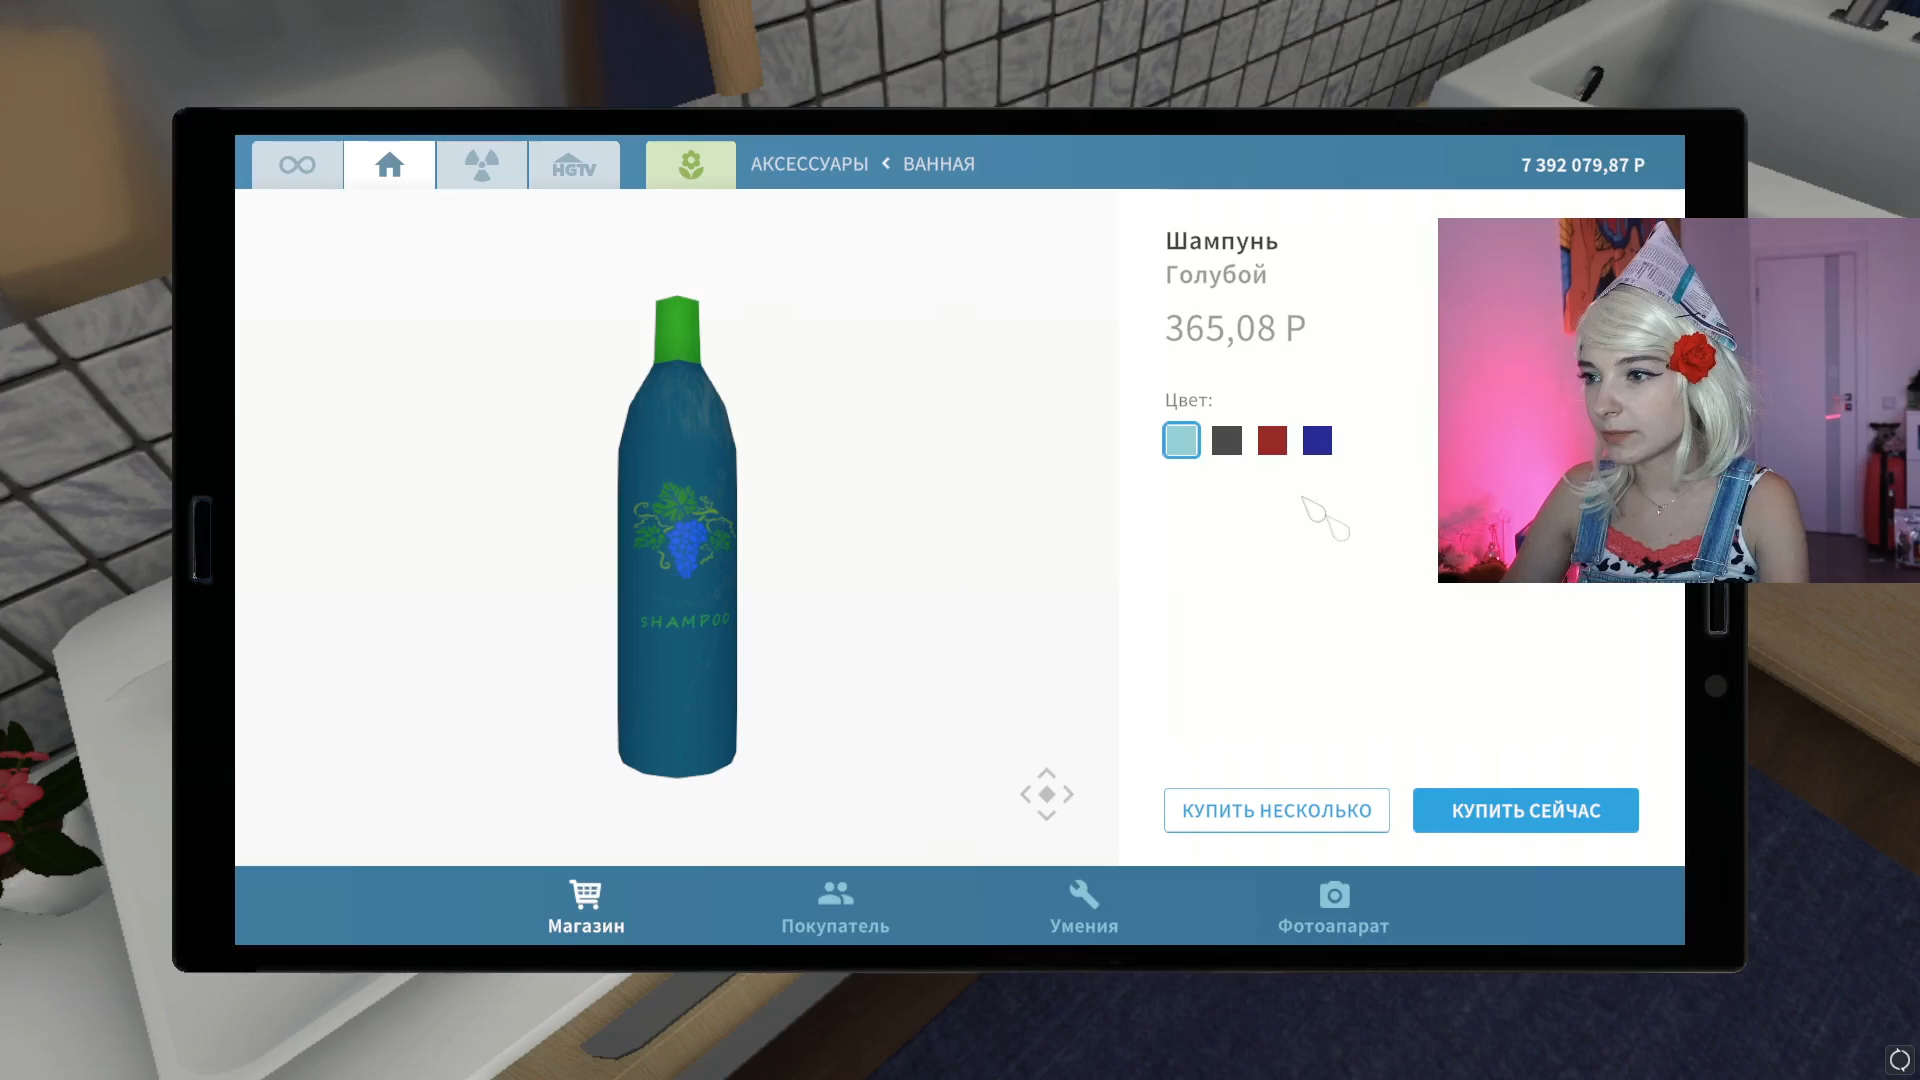 HGTV
АКСЕССУАРЫ
ВАННАЯ
7 392 079,87 Р
Шампунь
Голубой
365,08 Р
Цвет:
SHAMPOO
КУПИТЬ НЕСКОЛЬКО
КУПИТЬ СЕЙЧАС
Магазин
Покупатель
Умения
Фотоапарат